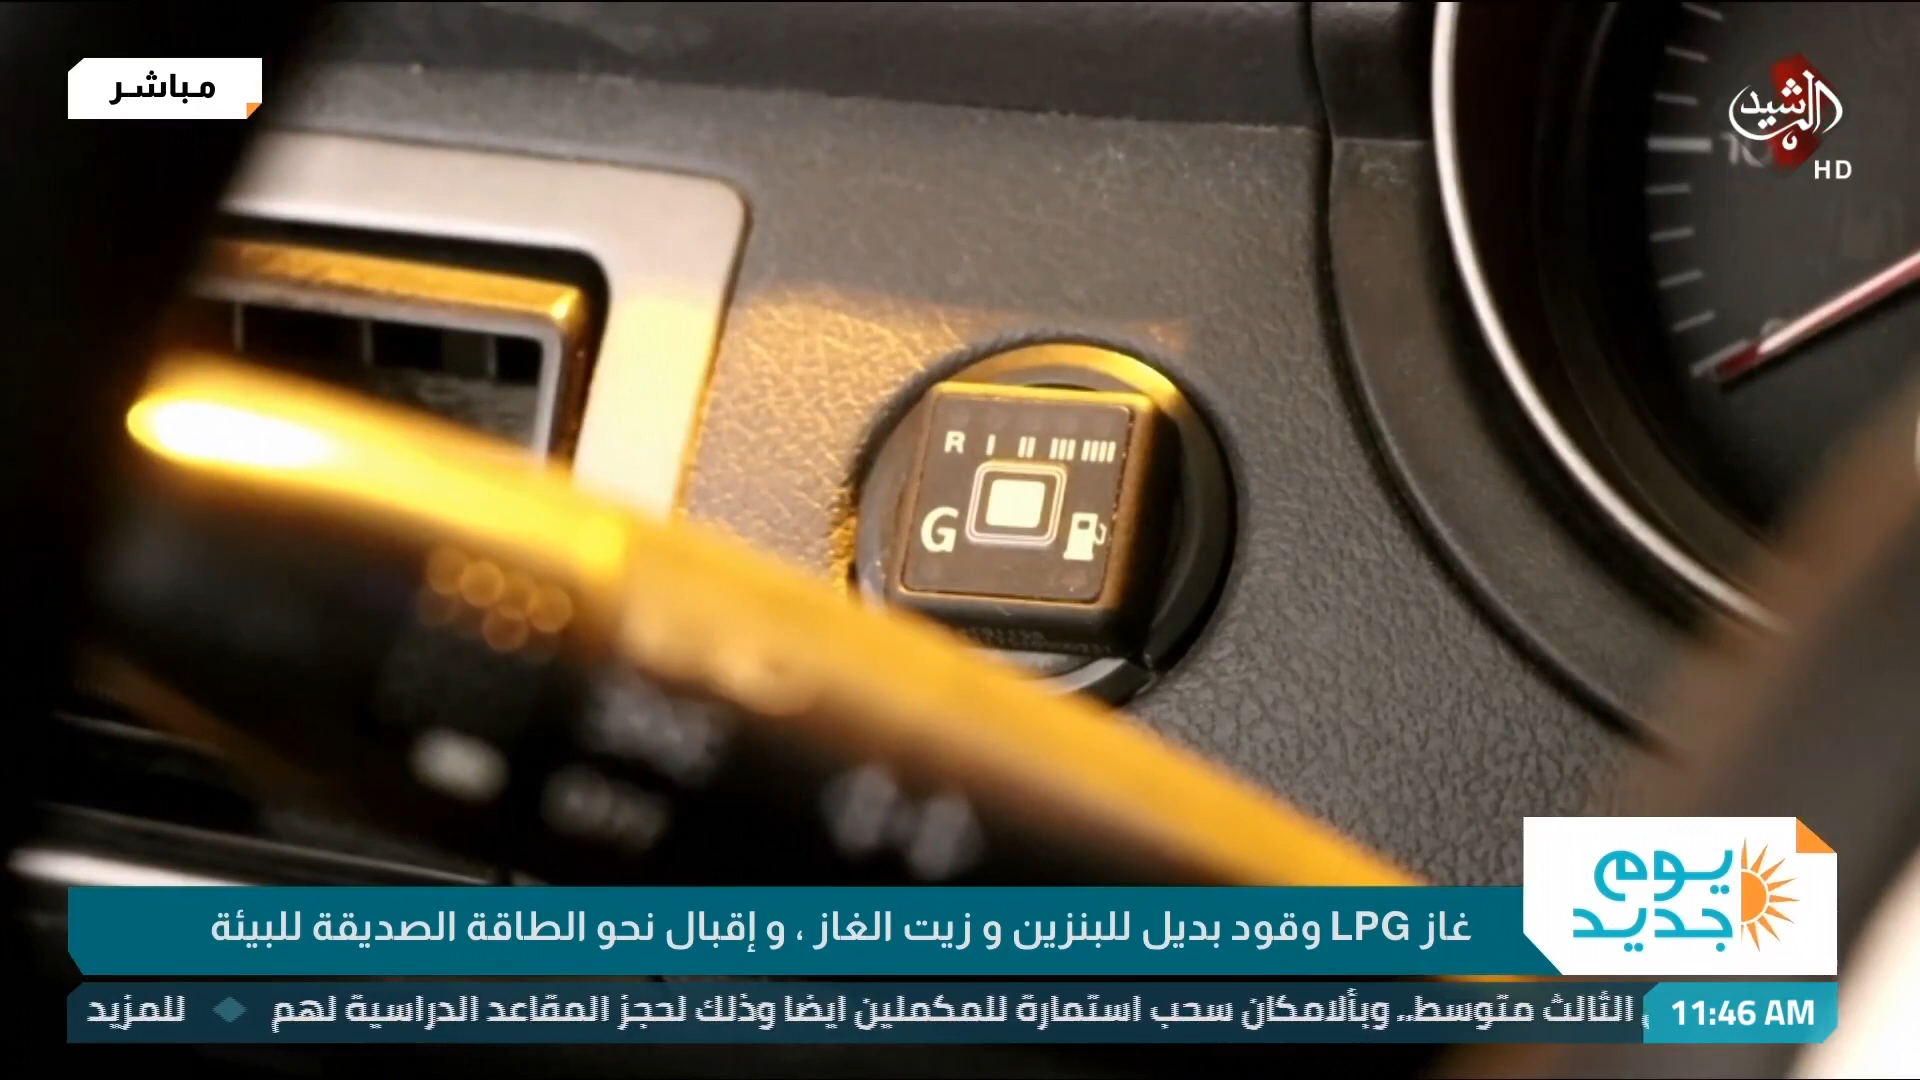 مباشر
الرشيد
HD
R I II III IIII
G
يوم
جديد
غاز LPG وقود بديل للبنزين و زيت الغاز ، و إقبال نحو الطاقة الصديقة للبيئة
الثالث متوسط.. وبألامكان سحب استمارة للمكملين ايضا وذلك لحجز المقاعد الدراسية لهم ◆ للمزيد
11:46 AM